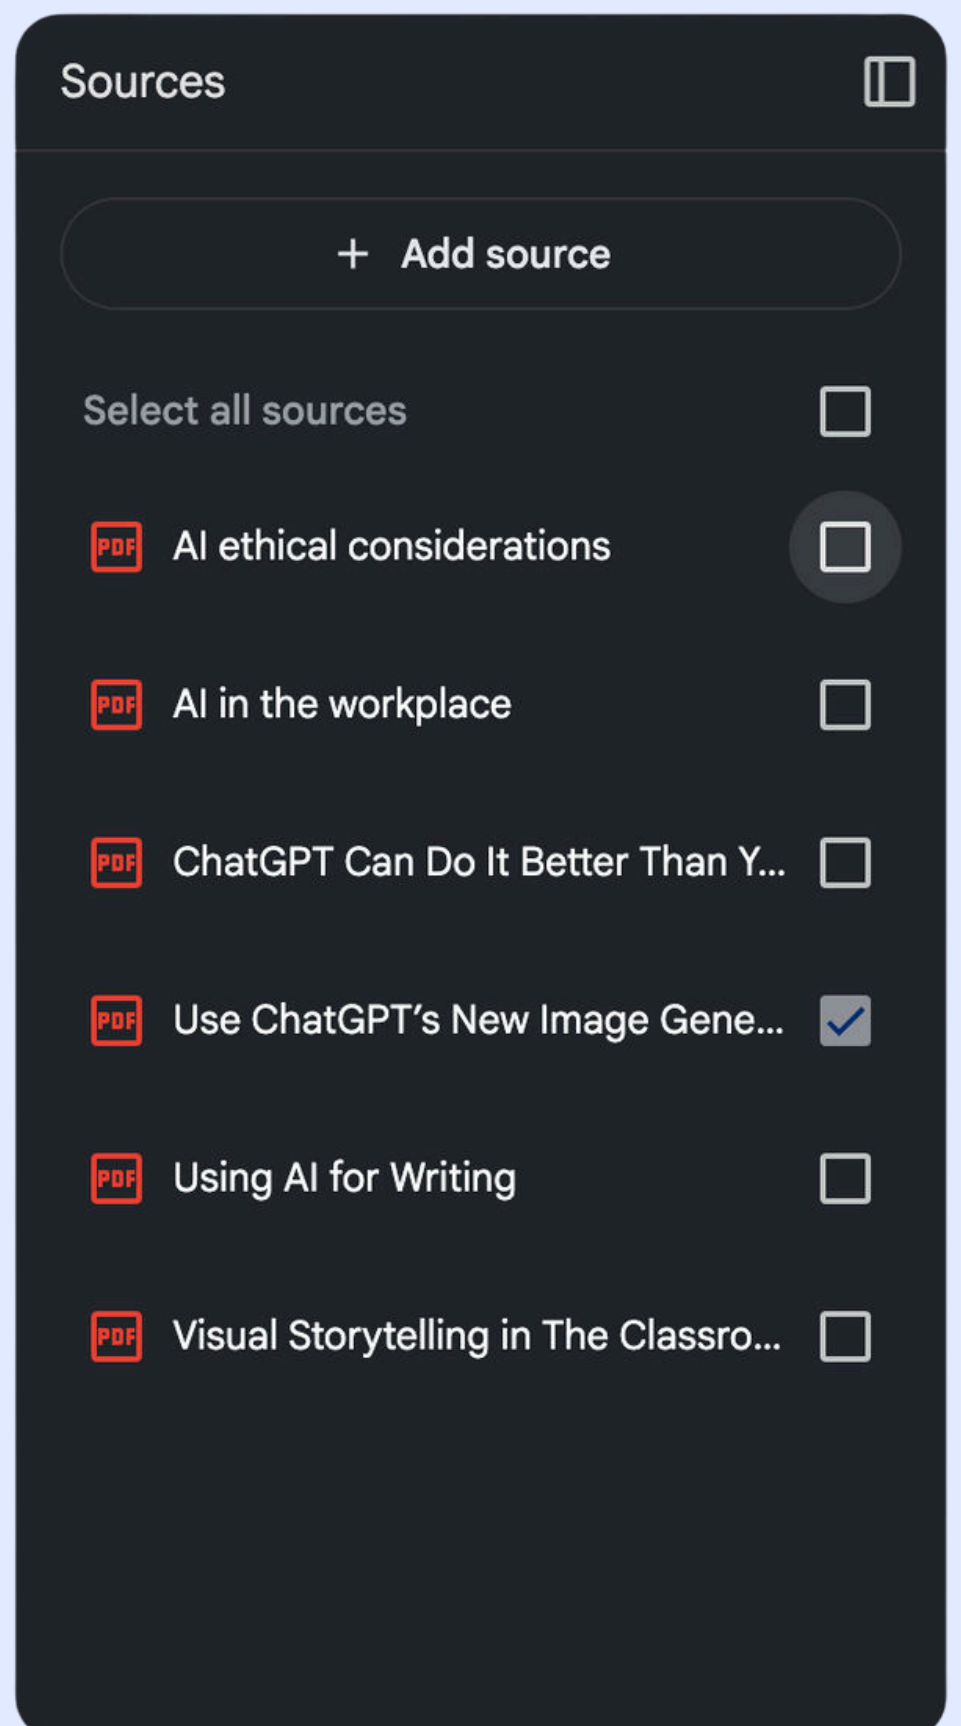 Sources
+ Add source
Select all sources
PDF AI ethical considerations
PDF AI in the workplace
PDF ChatGPT Can Do It Better Than Y...
PDF Use ChatGPT’s New Image Gene...
PDF Using AI for Writing
PDF Visual Storytelling in The Classro...